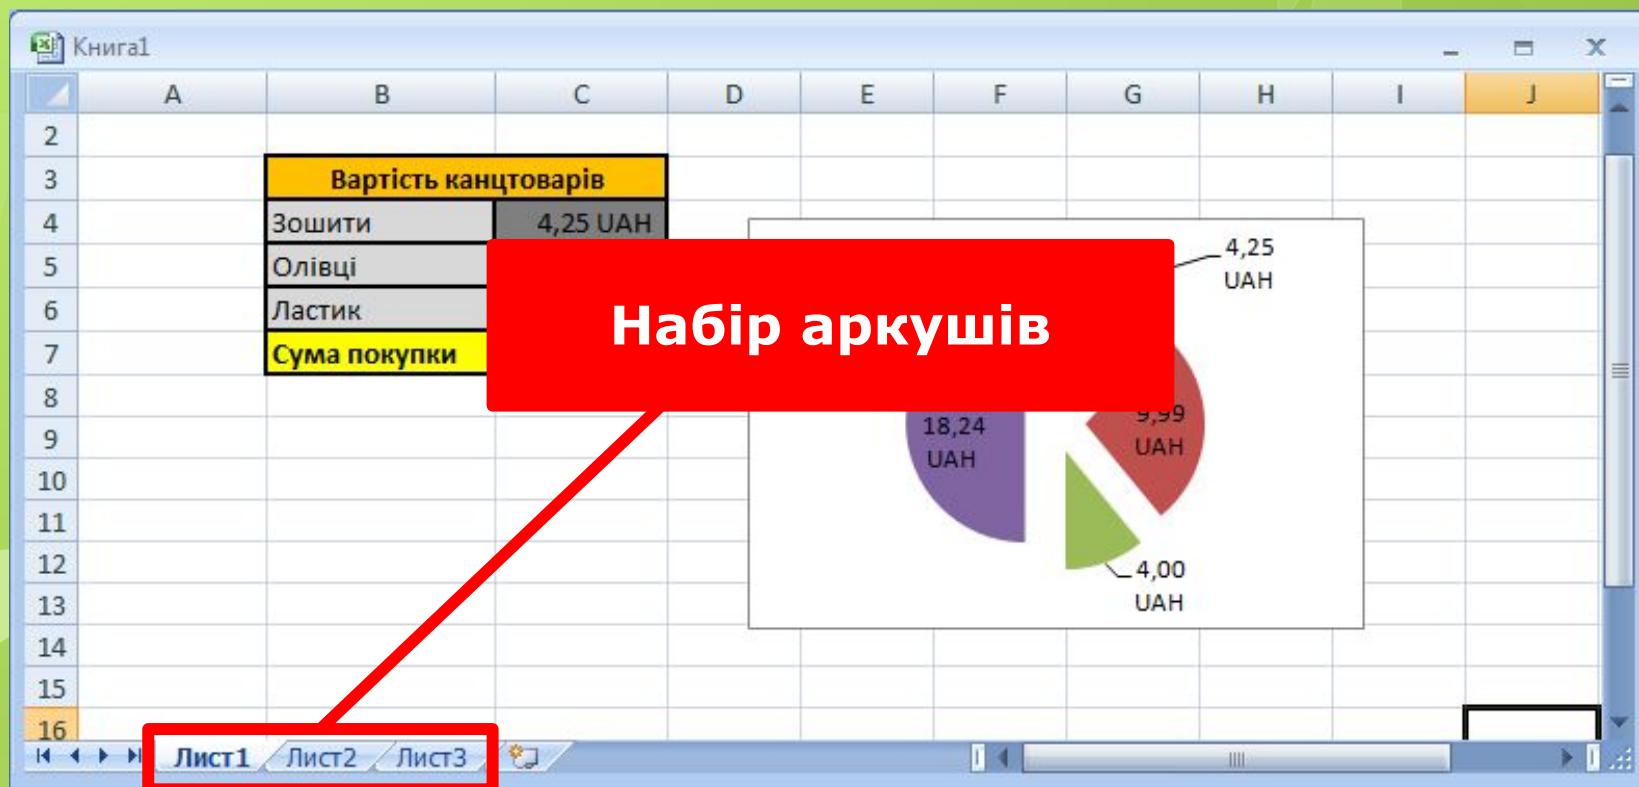 Книга1
A B C D E F G H I J
2
3 Вартість канцтоварів
4 Зошити 4,25 UAH
5 Олівці
6 Ластик
7 Сума покупки
8
9
10
11
12
13
14
15
16
Набір аркушів
4,25
UAH
9,99
UAH
18,24
UAH
4,00
UAH
Лист1 Лист2 Лист3